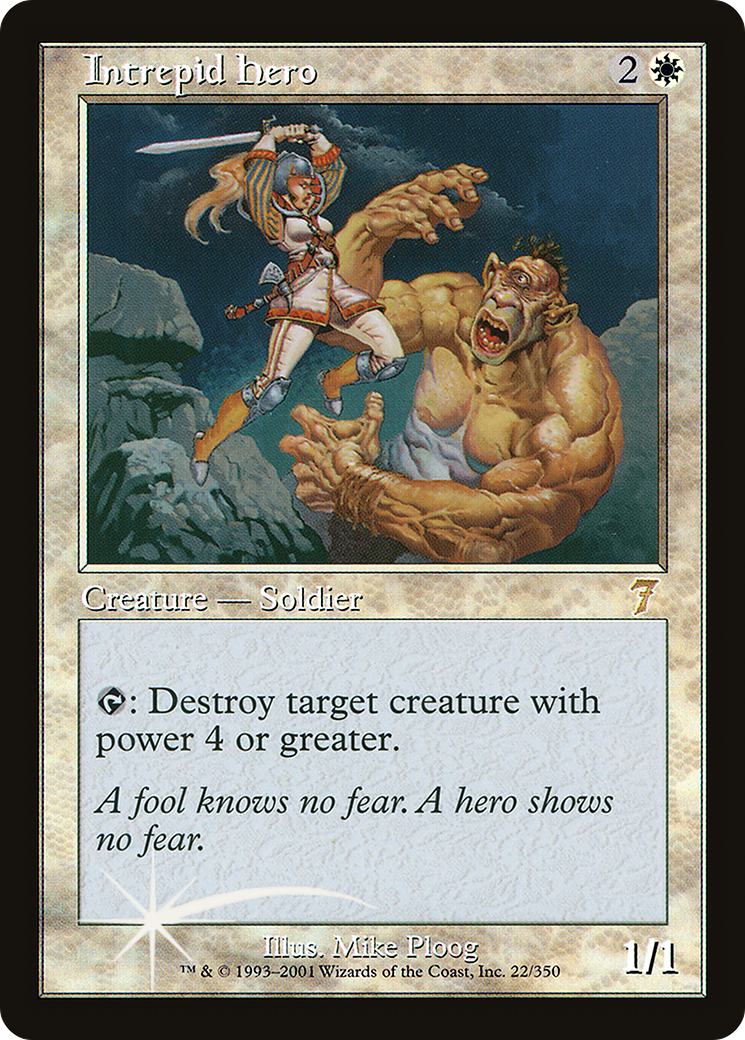 Intrepid Hero 2
Creature — Soldier 7
: Destroy target creature with
power 4 or greater.
A fool knows no fear. A hero shows
no fear.
Illus. Mike Ploog
™ & © 1993–2001 Wizards of the Coast, Inc. 22/350
1/1